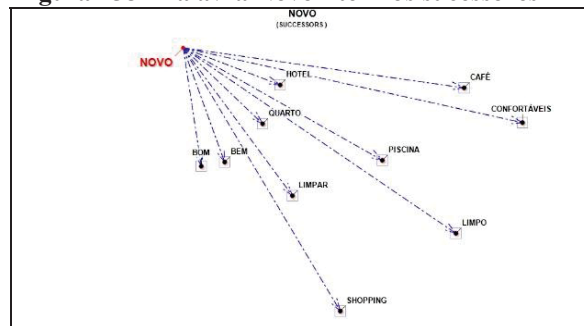 NOVO
(SUCCESSORS)
NOVO
HOTEL
CAFÉ
CONFORTÁVEIS
QUARTO
BOM
BEM
PISCINA
LIMPAR
LIMPO
SHOPPING